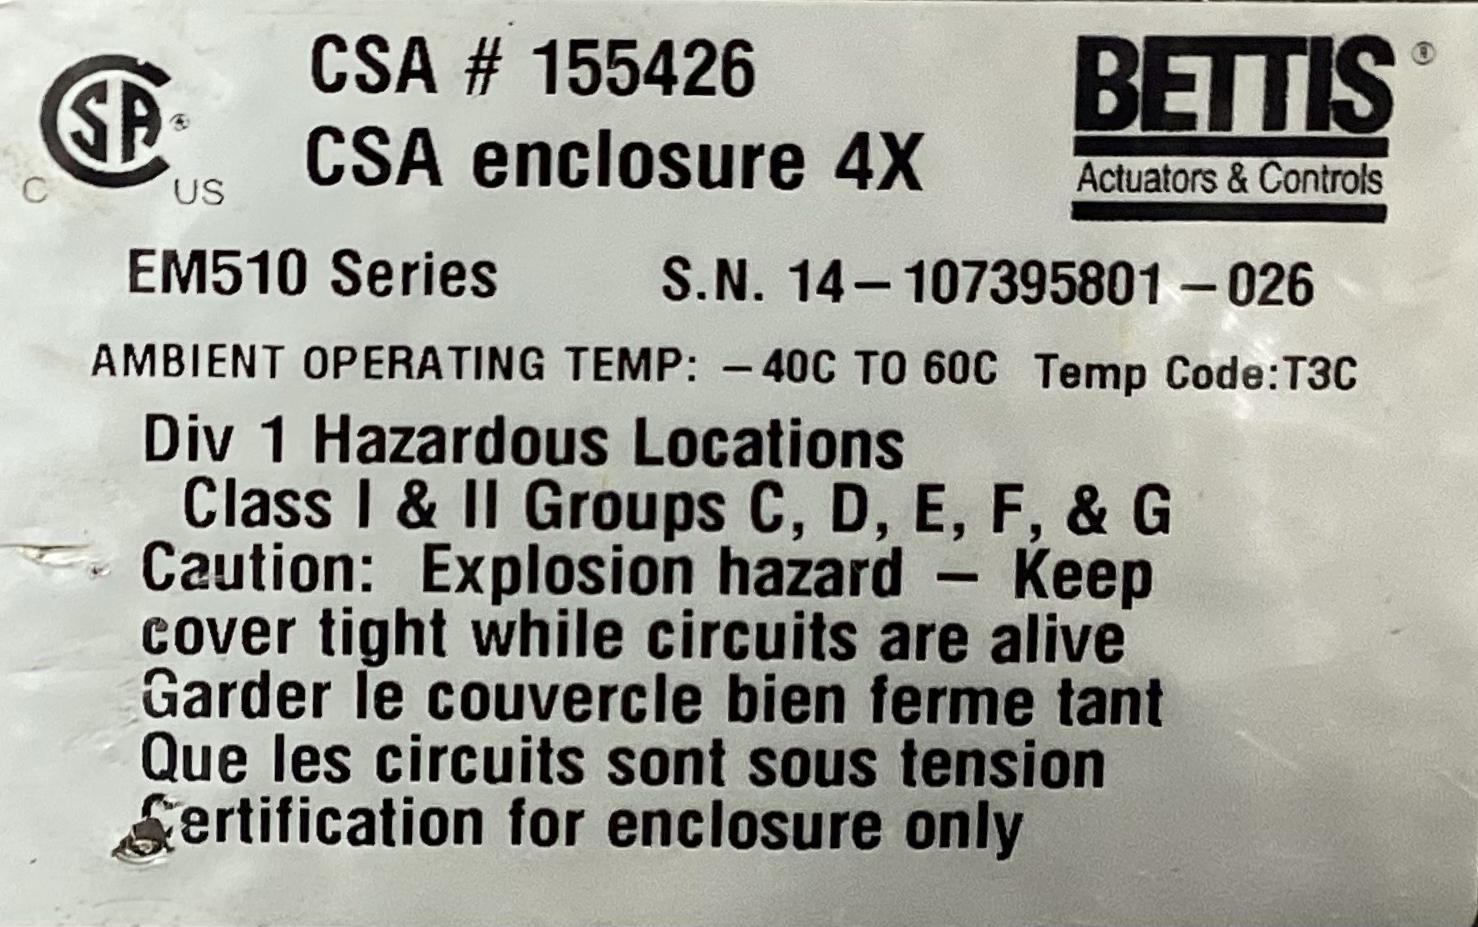 CSA # 155426
CSA enclosure 4X
BETTIS ®
Actuators & Controls
SA ®
C US
EM510 Series S.N. 14-107395801-026
AMBIENT OPERATING TEMP: -40C TO 60C Temp Code:T3C
Div 1 Hazardous Locations
Class I & II Groups C, D, E, F, & G
Caution: Explosion hazard — Keep
cover tight while circuits are alive
Garder le couvercle bien ferme tant
Que les circuits sont sous tension
Certification for enclosure only